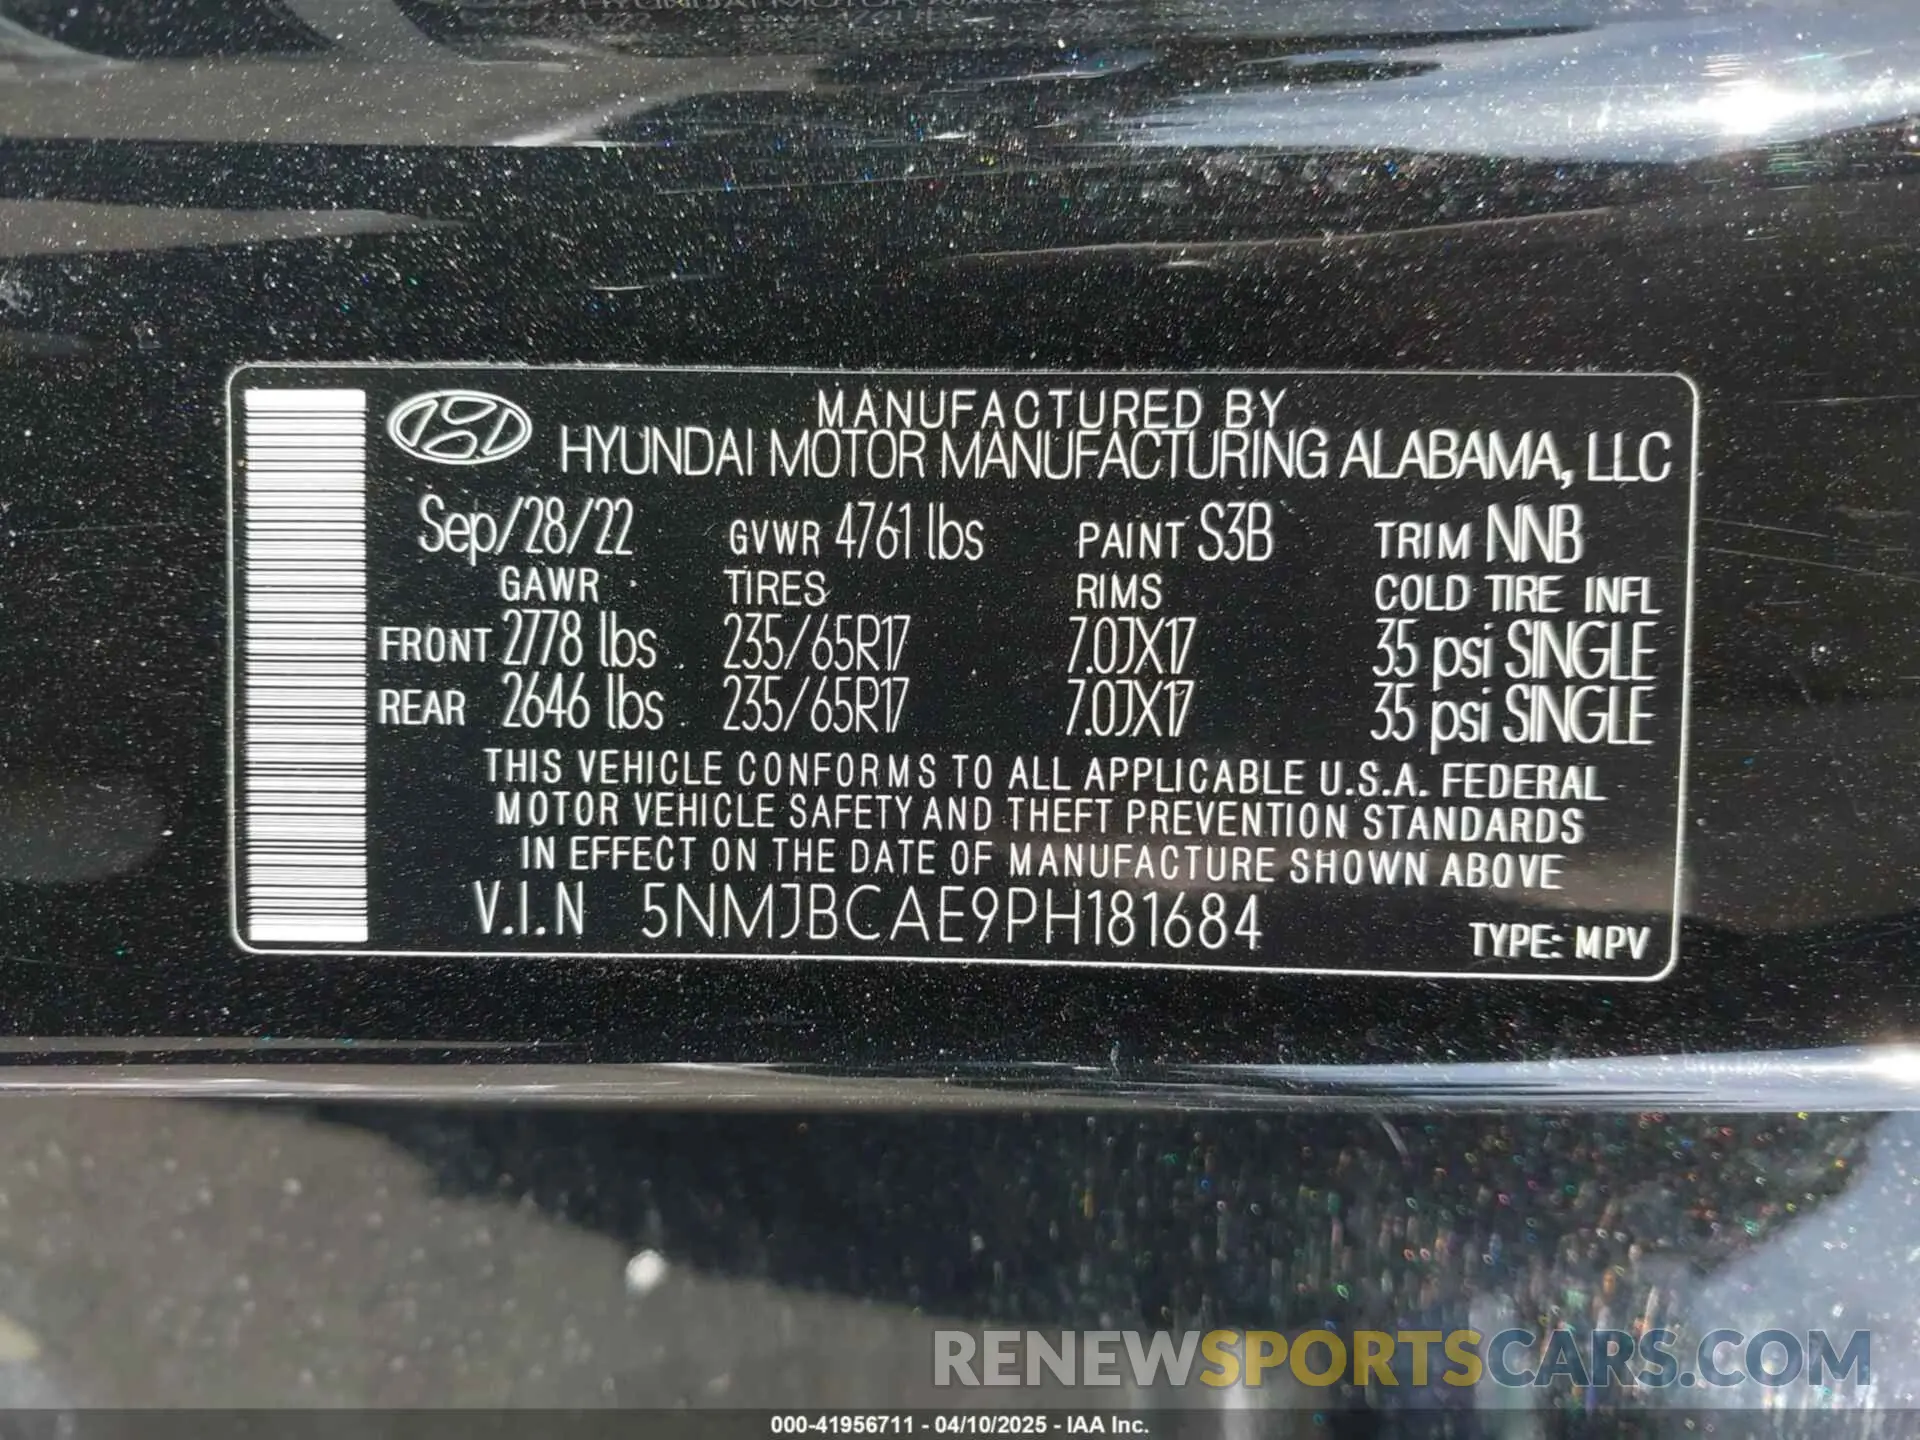 MANUFACTURED BY
HYUNDAI MOTOR MANUFACTURING ALABAMA, LLC
Sep/28/22 GVWR 4761 lbs PAINT S3B TRIM NNB
GAWR TIRES RIMS COLD TIRE INFL
FRONT 2778 lbs 235/65R17 7.0JX17 35 psi SINGLE
REAR 2646 lbs 235/65R17 7.0JX17 35 psi SINGLE
THIS VEHICLE CONFORMS TO ALL APPLICABLE U.S.A. FEDERAL
MOTOR VEHICLE SAFETY AND THEFT PREVENTION STANDARDS
IN EFFECT ON THE DATE OF MANUFACTURE SHOWN ABOVE
V.I.N 5NMJBCAE9PH181684 TYPE: MPV
RENEWSPORTSCARS.COM
000-41956711 - 04/10/2025 - IAA Inc.